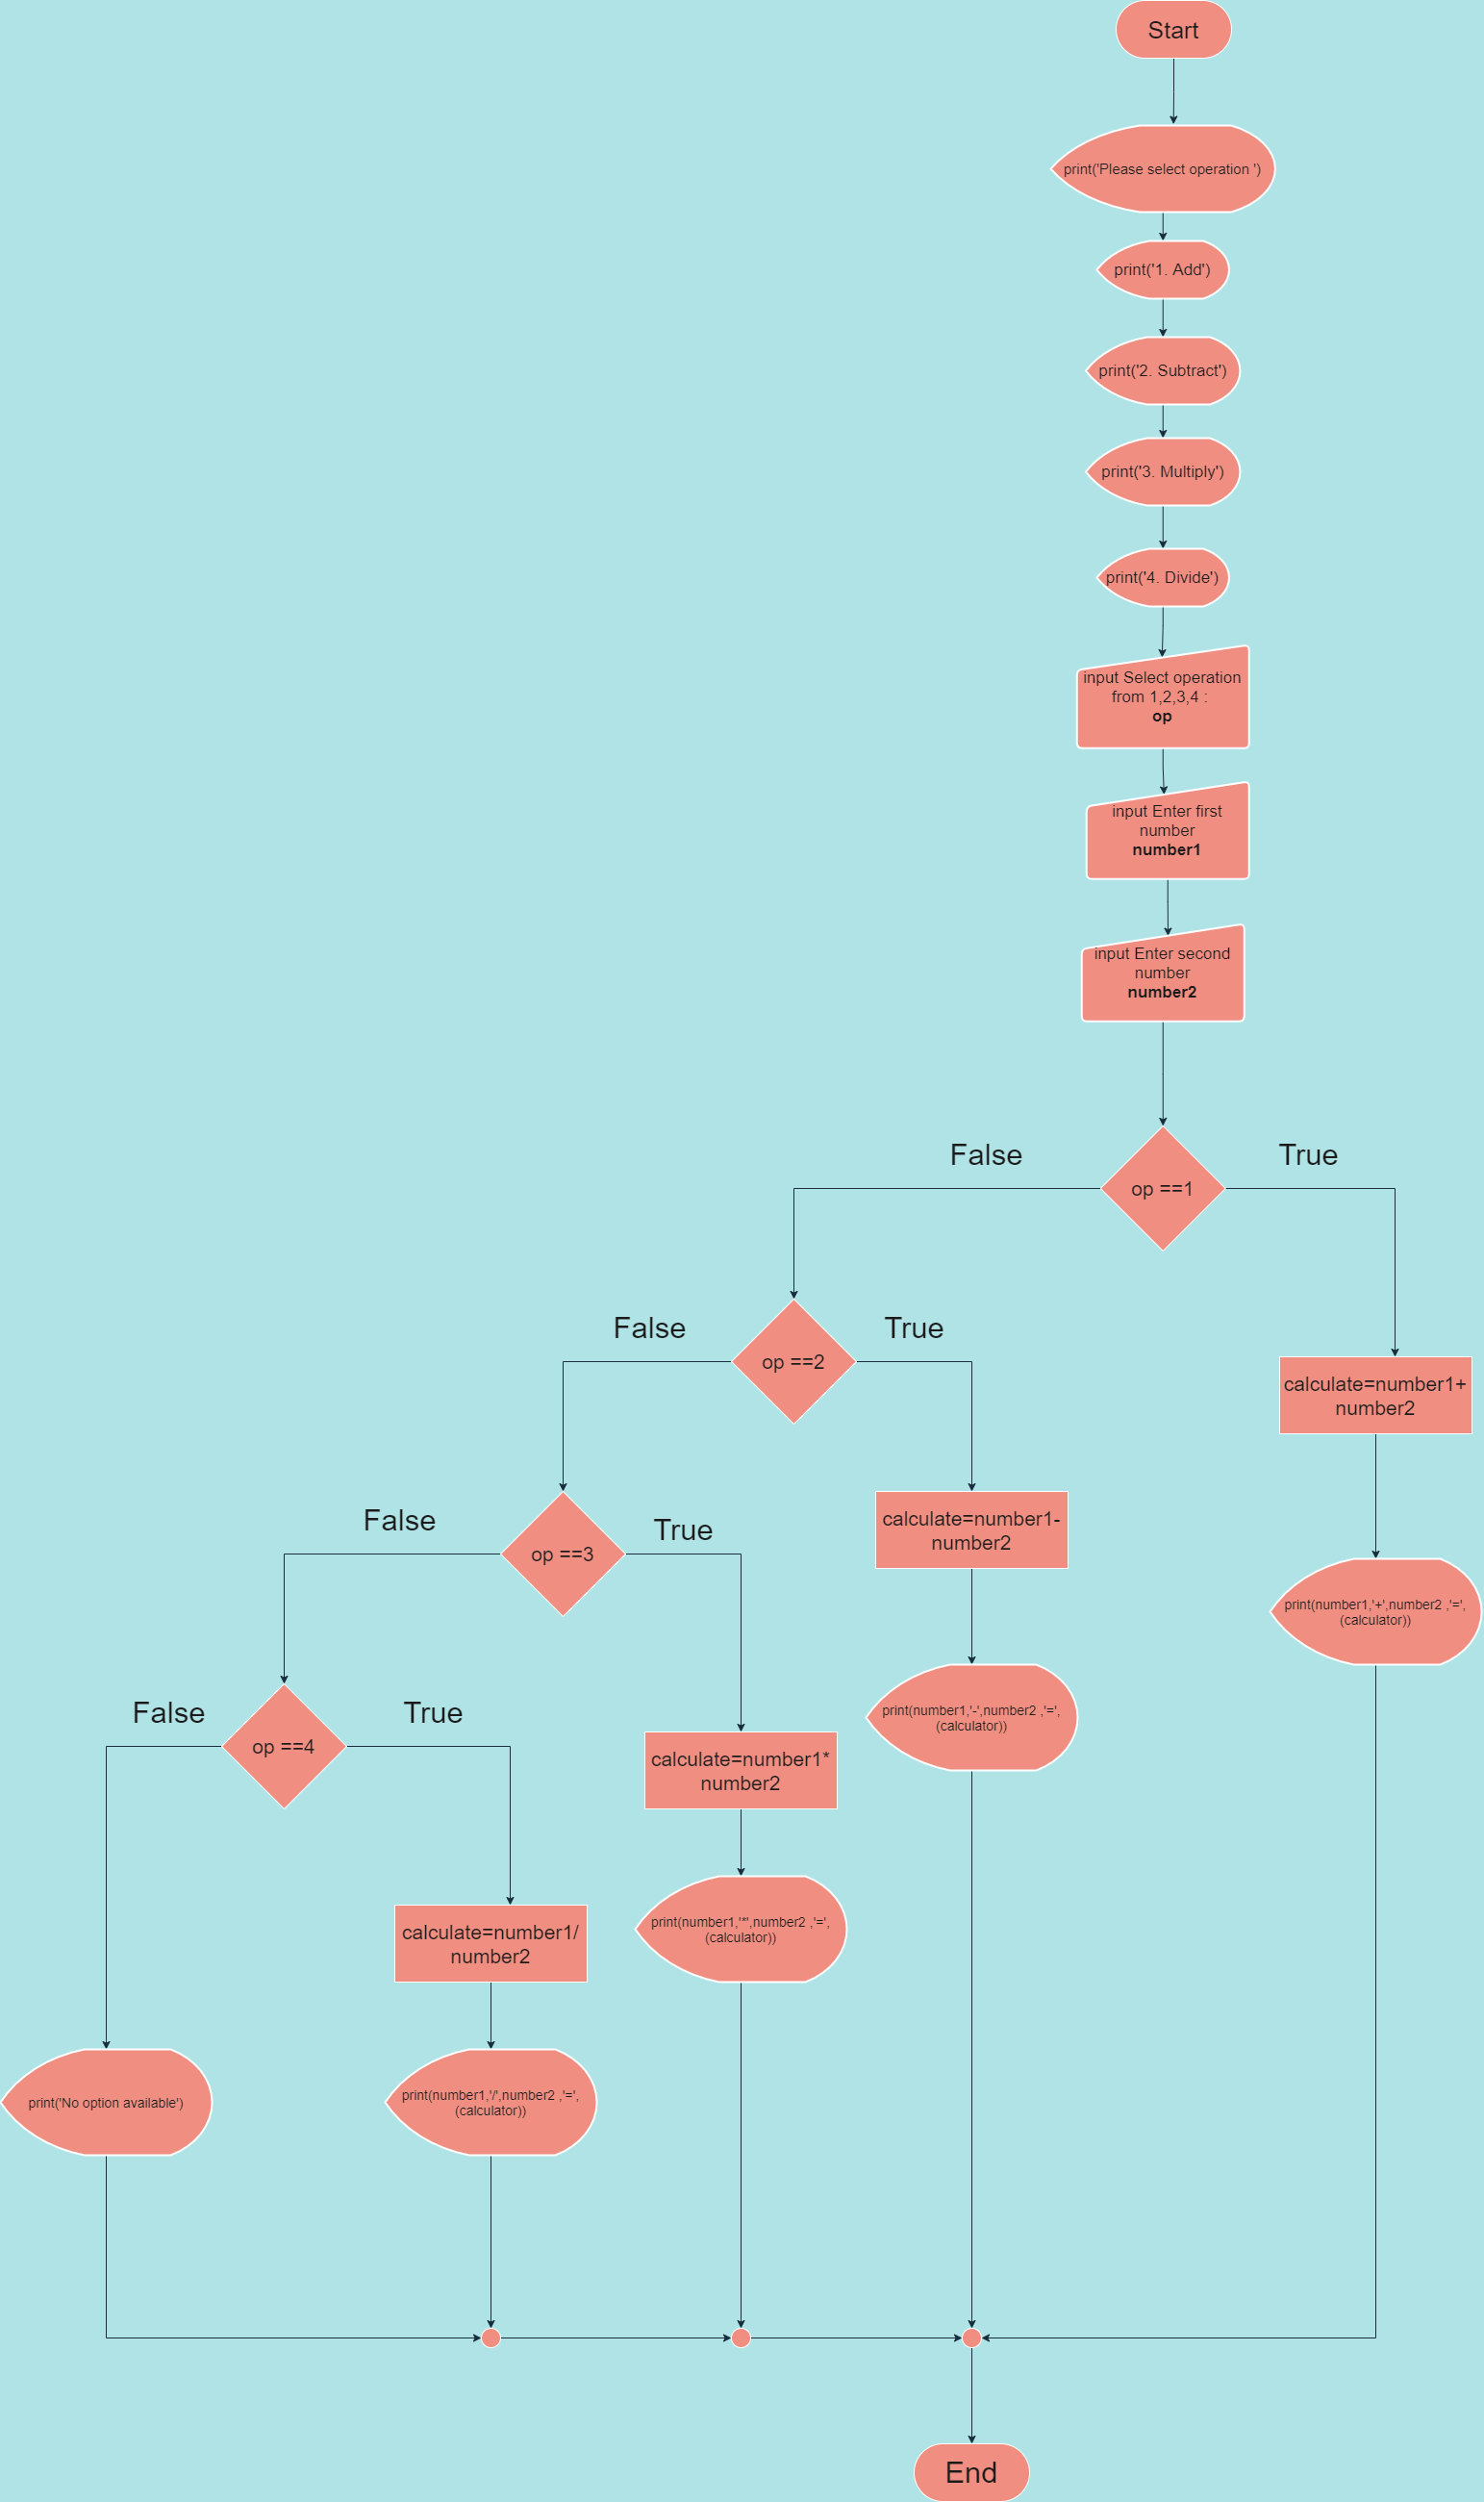 Start
print('Please select operation ')
print('1. Add')
print('2. Subtract')
print('3. Multiply')
print('4. Divide')
input Select operation
from 1,2,3,4 :
op
input Enter first
number
number1
input Enter second
number
number2
False
True
op ==1
False
True
op ==2
calculate=number1+
number2
False
True
calculate=number1-
number2
op ==3
print(number1,'+',number2 ,'=',
(calculator))
False
True
print(number1,'-',number2 ,'=',
(calculator))
op ==4
calculate=number1*
number2
calculate=number1/
number2
print(number1,'*',number2 ,'=',
(calculator))
print('No option available')
print(number1,'/',number2 ,'=',
(calculator))
End